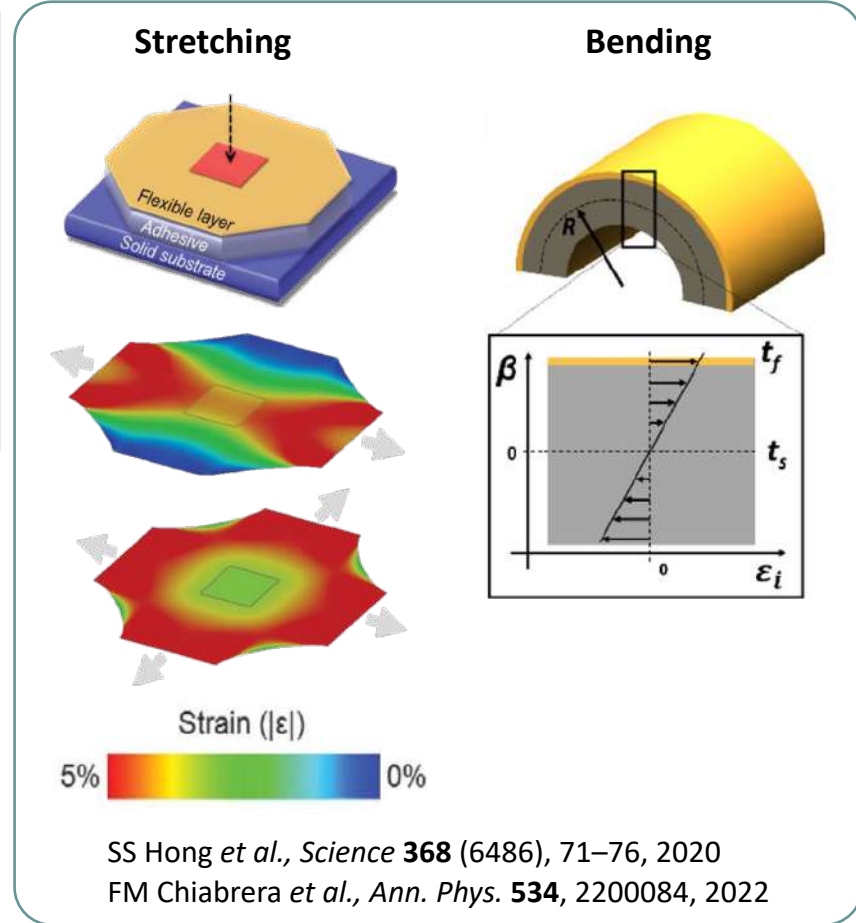 Stretching
Flexible layer
Adhesive
Solid substrate
Strain (|ε|)
5%
0%
Bending
R
β
t_f
0
t_s
0
ε_i
SS Hong et al., Science 368 (6486), 71–76, 2020
FM Chiabrera et al., Ann. Phys. 534, 2200084, 2022